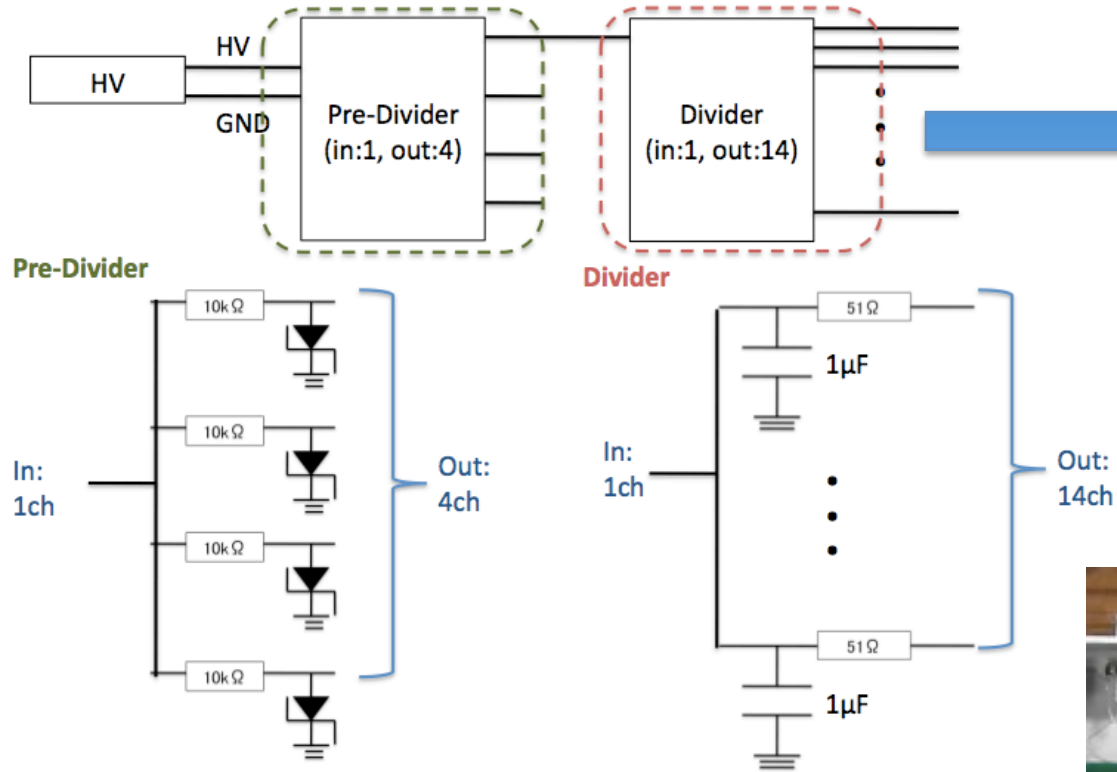 HV
HV
GND
Pre-Divider
(in:1, out:4)
Divider
(in:1, out:14)
Pre-Divider
10kΩ
10kΩ
10kΩ
10kΩ
In:
1ch
Out:
4ch
Divider
51Ω
1µF
In:
1ch
Out:
14ch
51Ω
1µF